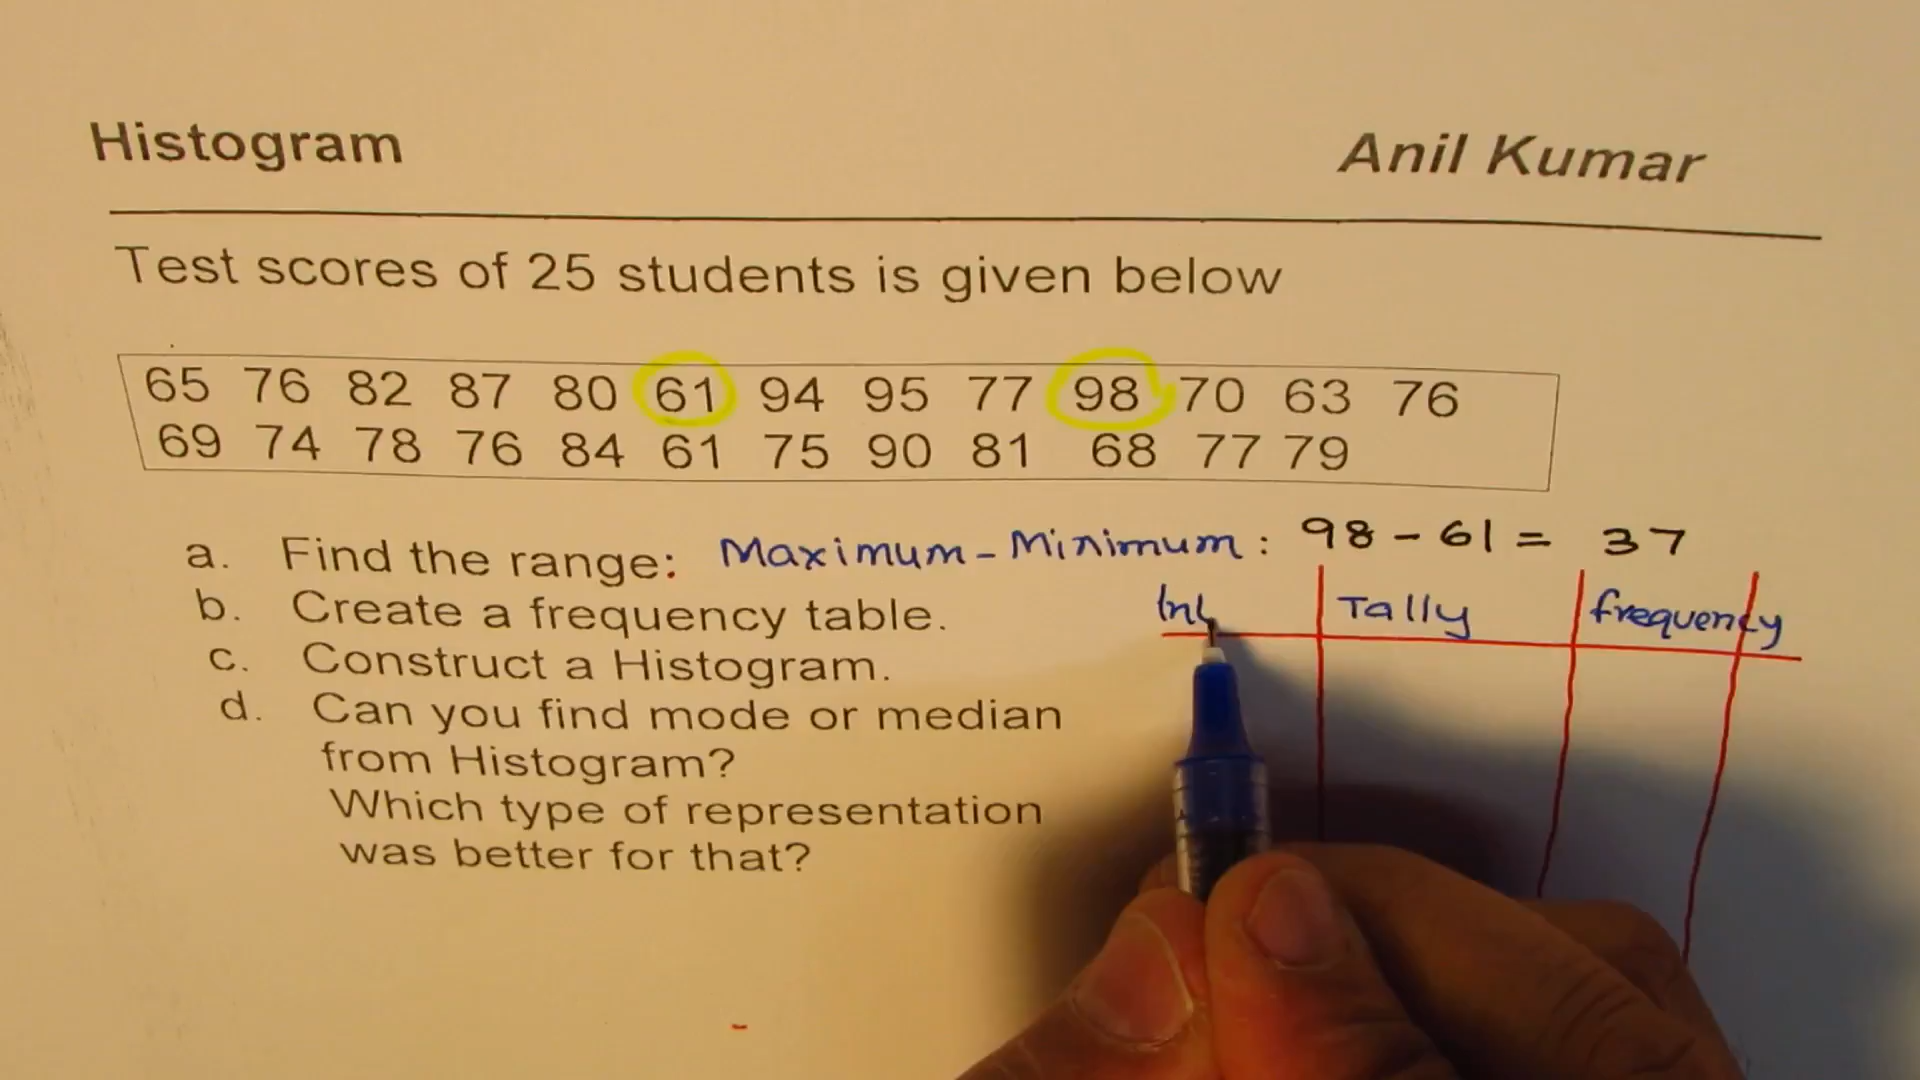 Histogram Anil Kumar
Test scores of 25 students is given below
65 76 82 87 80 61 94 95 77 98 70 63 76
69 74 78 76 84 61 75 90 81 68 77 79
a. Find the range: Maximum - Minimum : 98 - 61 = 37
b. Create a frequency table. Tally frequency
c. Construct a Histogram.
d. Can you find mode or median
from Histogram?
Which type of representation
was better for that?